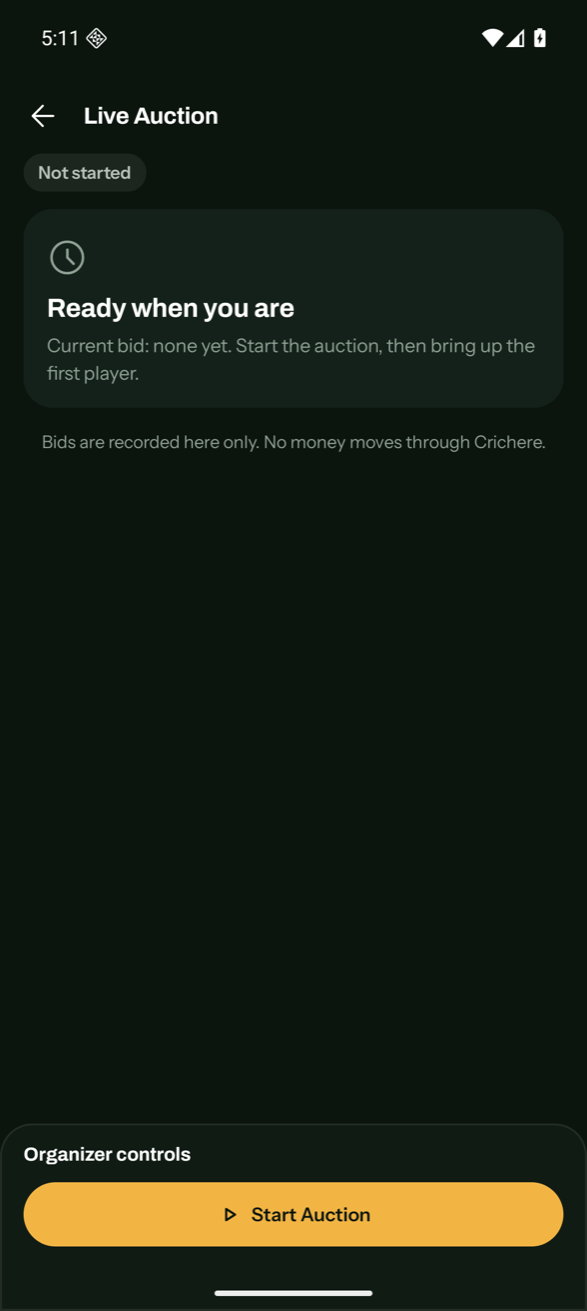 5:11
Live Auction
Not started
Ready when you are
Current bid: none yet. Start the auction, then bring up the
first player.
Bids are recorded here only. No money moves through Crichere.
Organizer controls
Start Auction